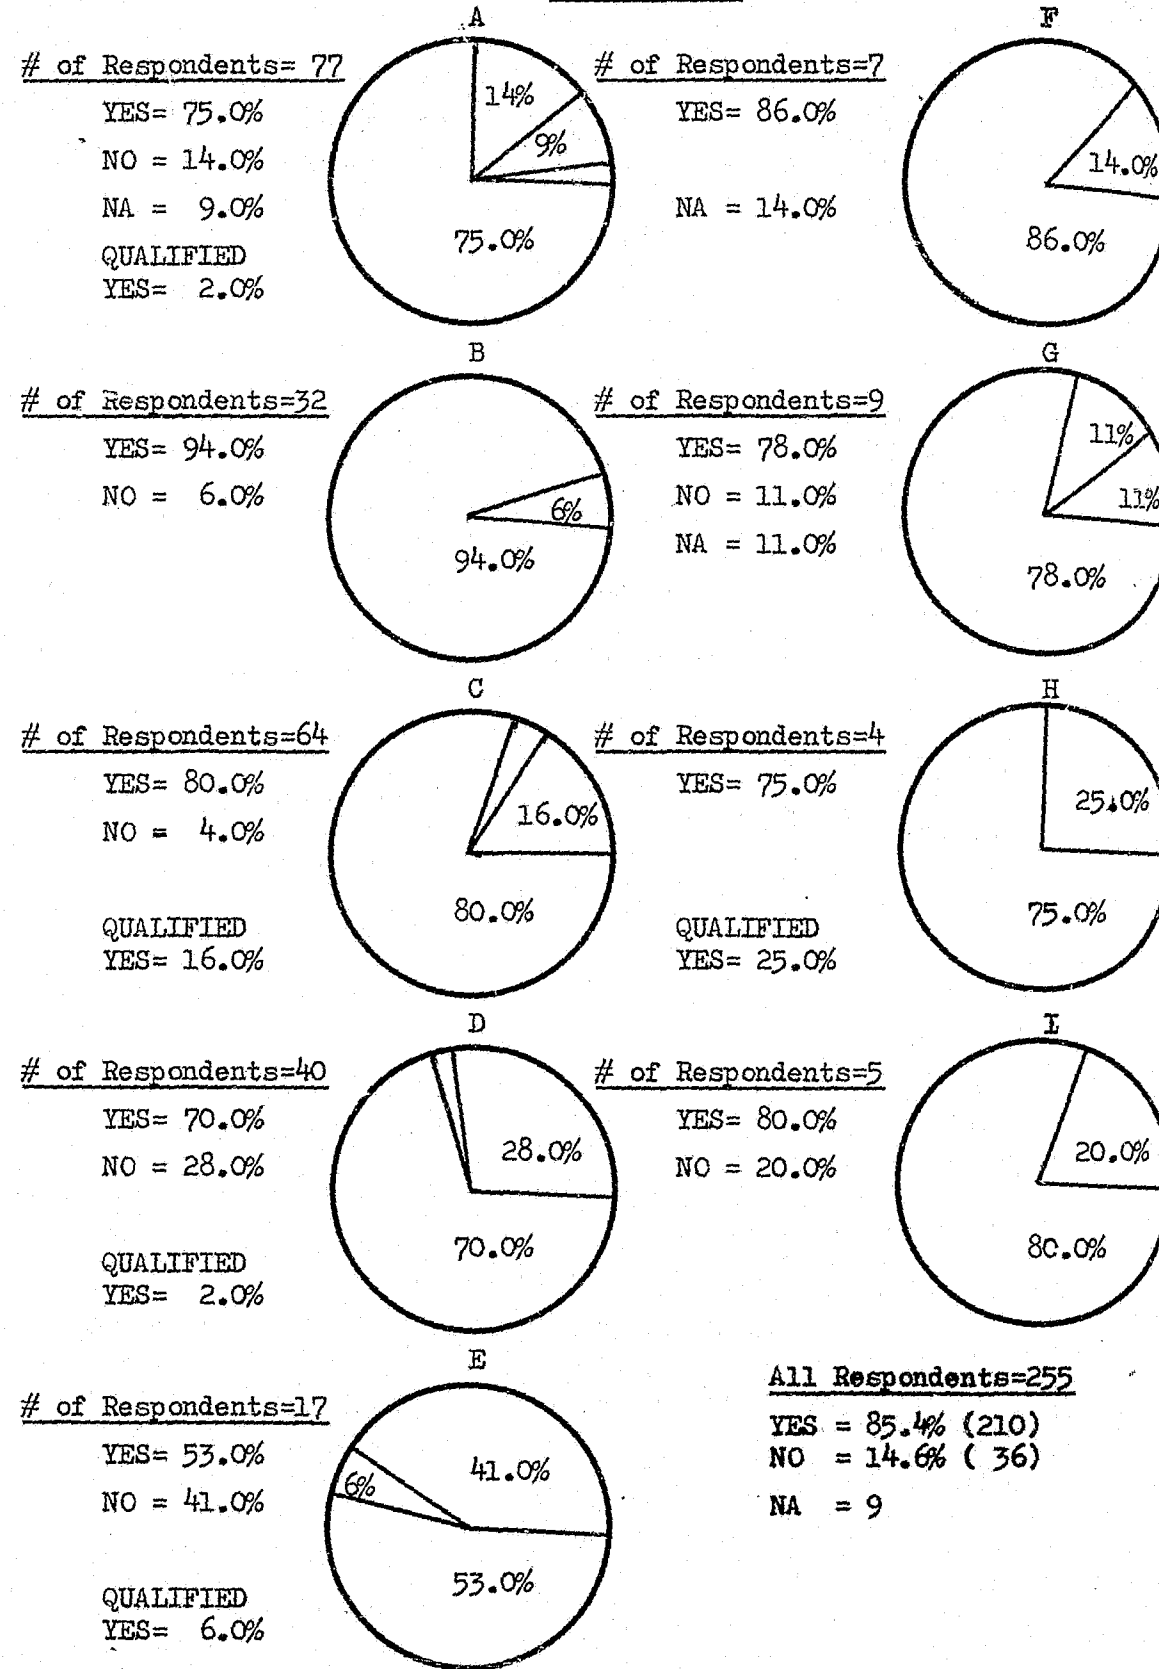 A
# of Respondents= 77
YES= 75.0%
NO = 14.0%
NA = 9.0%
QUALIFIED
YES= 2.0%
14%
9%
75.0%
B
# of Respondents=32
YES= 94.0%
NO = 6.0%
6%
94.0%
C
# of Respondents=64
YES= 80.0%
NO = 4.0%
QUALIFIED
YES= 16.0%
16.0%
80.0%
D
# of Respondents=40
YES= 70.0%
NO = 28.0%
QUALIFIED
YES= 2.0%
28.0%
70.0%
E
# of Respondents=17
YES= 53.0%
NO = 41.0%
QUALIFIED
YES= 6.0%
41.0%
6%
53.0%
F
# of Respondents=7
YES= 86.0%
NA = 14.0%
14.0%
86.0%
G
# of Respondents=9
YES= 78.0%
NO = 11.0%
NA = 11.0%
11%
11%
78.0%
H
# of Respondents=4
YES= 75.0%
QUALIFIED
YES= 25.0%
25.0%
75.0%
I
# of Respondents=5
YES= 80.0%
NO = 20.0%
20.0%
80.0%
All Respondents=255
YES = 85.4% (210)
NO = 14.6% ( 36)
NA = 9